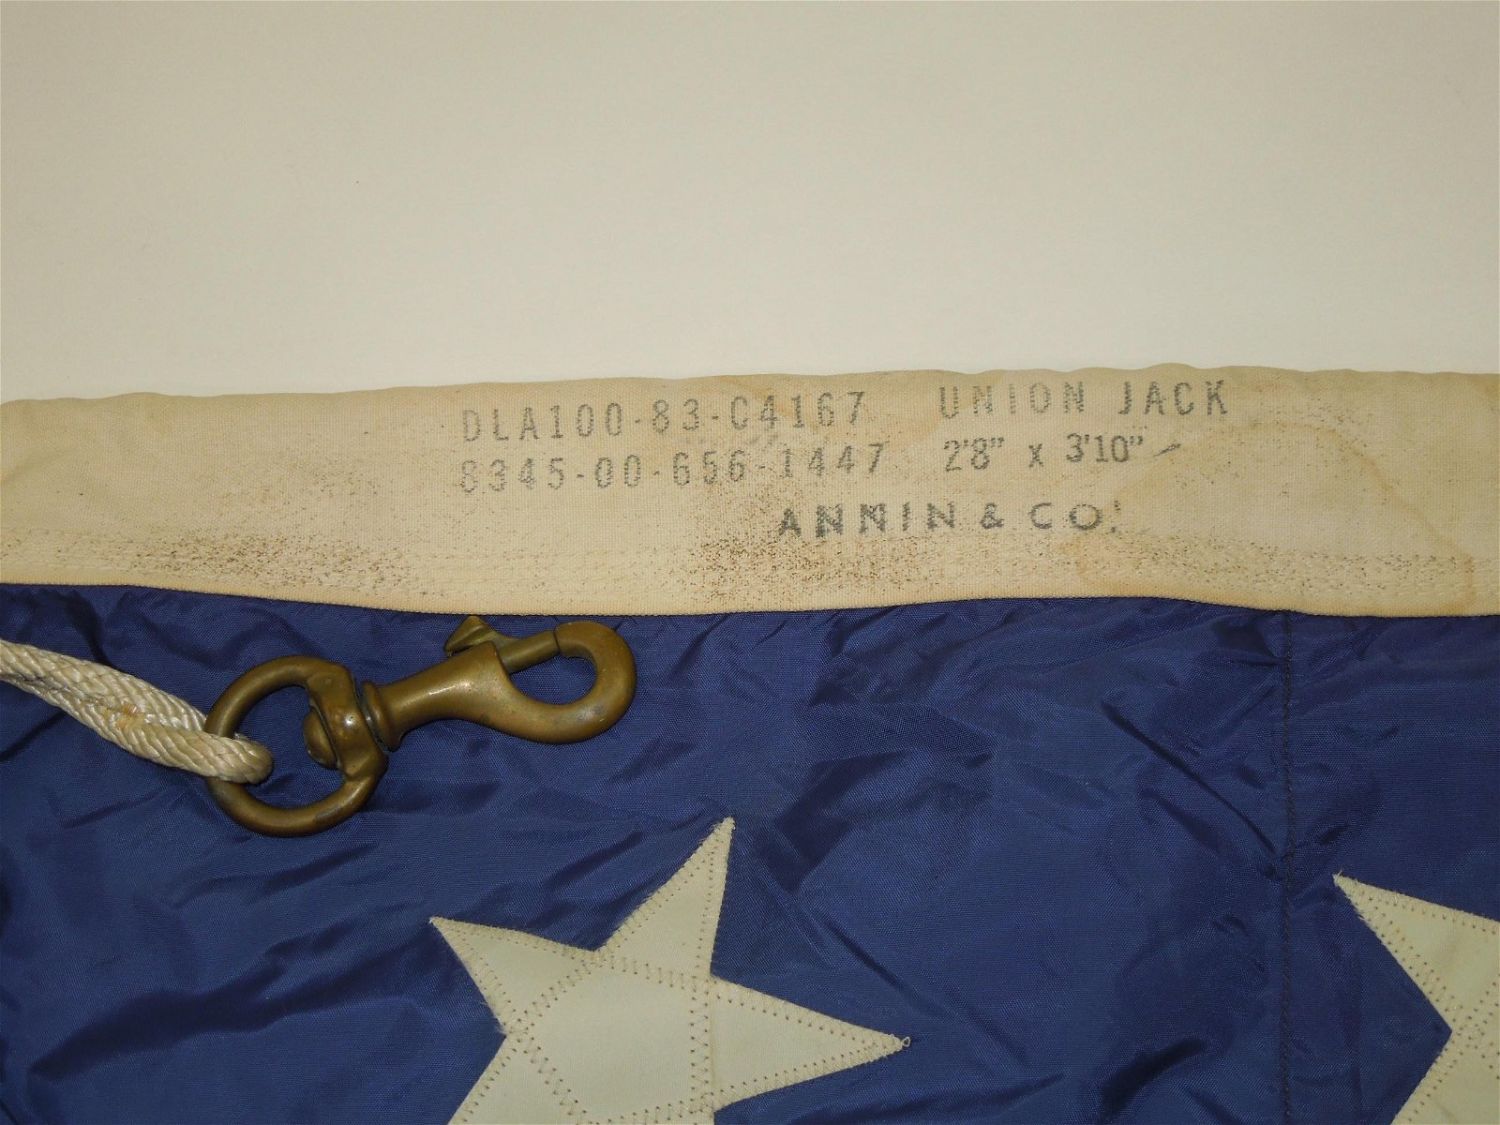 DLA100-83-C4167 UNION JACK
8345-00-656-1447 2'8" x 3'10"
ANNIN & CO.